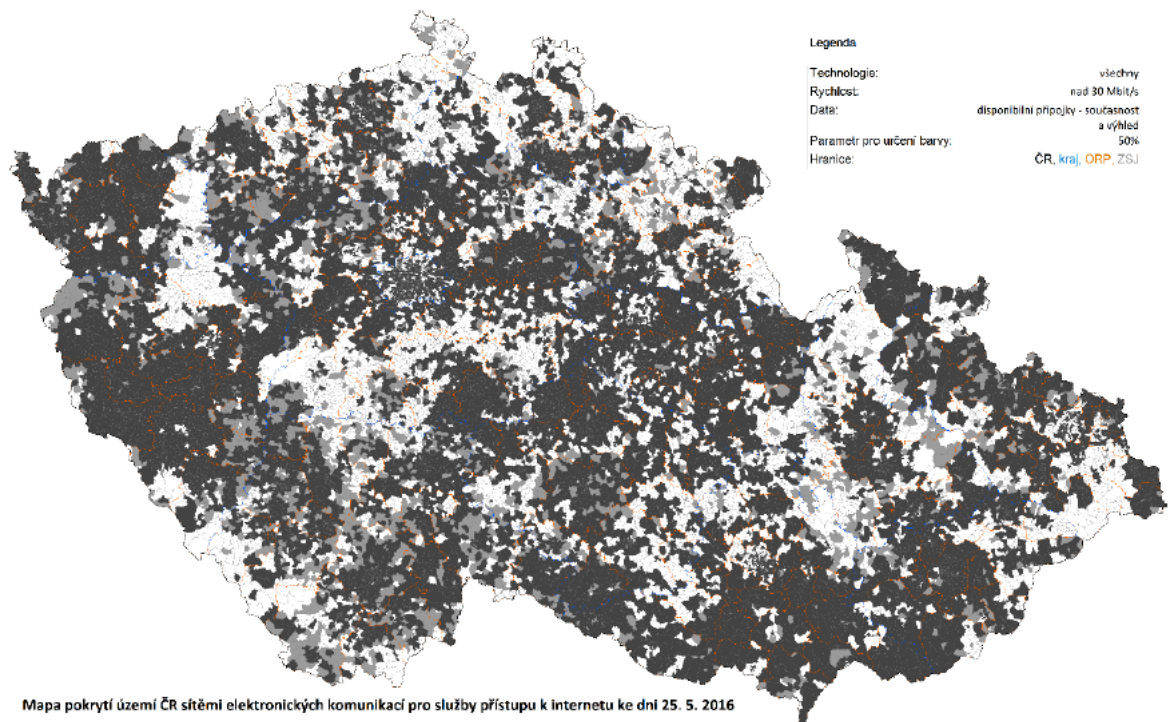 Legenda
Technologie: všechny
Rychlost: nad 30 Mbit/s
Data: disponibilní přípojky - současnost
a výhled
Parametr pro určení barvy: 50%
Hranice: ČR, kraj, ORP, ZSJ
Mapa pokrytí území ČR sítěmi elektronických komunikací pro služby přístupu k internetu ke dni 25. 5. 2016